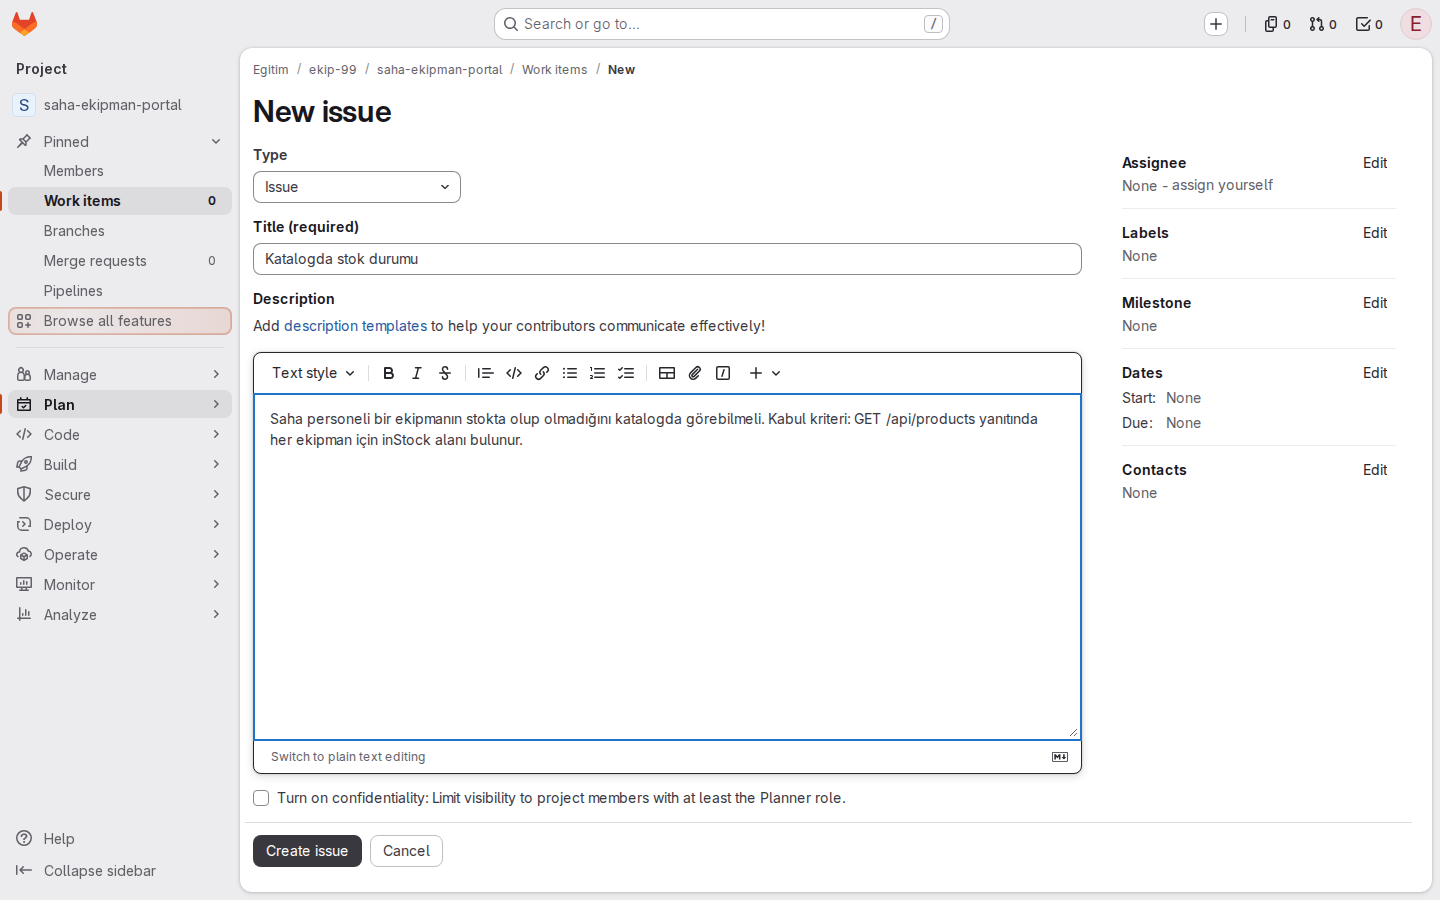 Search or go to...
/
0
0
0
E
Project
S
saha-ekipman-portal
Pinned
Members
Work items
0
Branches
Merge requests
0
Pipelines
Browse all features
Manage
Plan
Code
Build
Secure
Deploy
Operate
Monitor
Analyze
Help
Collapse sidebar
Egitim / ekip-99 / saha-ekipman-portal / Work items / New
New issue
Type
Issue
Title (required)
Katalogda stok durumu
Description
Add description templates to help your contributors communicate effectively!
Text style
Saha personeli bir ekipmanın stokta olup olmadığını katalogda görebilmeli. Kabul kriteri: GET /api/products yanıtında
her ekipman için inStock alanı bulunur.
Switch to plain text editing
Turn on confidentiality: Limit visibility to project members with at least the Planner role.
Create issue
Cancel
Assignee
Edit
None - assign yourself
Labels
Edit
None
Milestone
Edit
None
Dates
Edit
Start: None
Due: None
Contacts
Edit
None